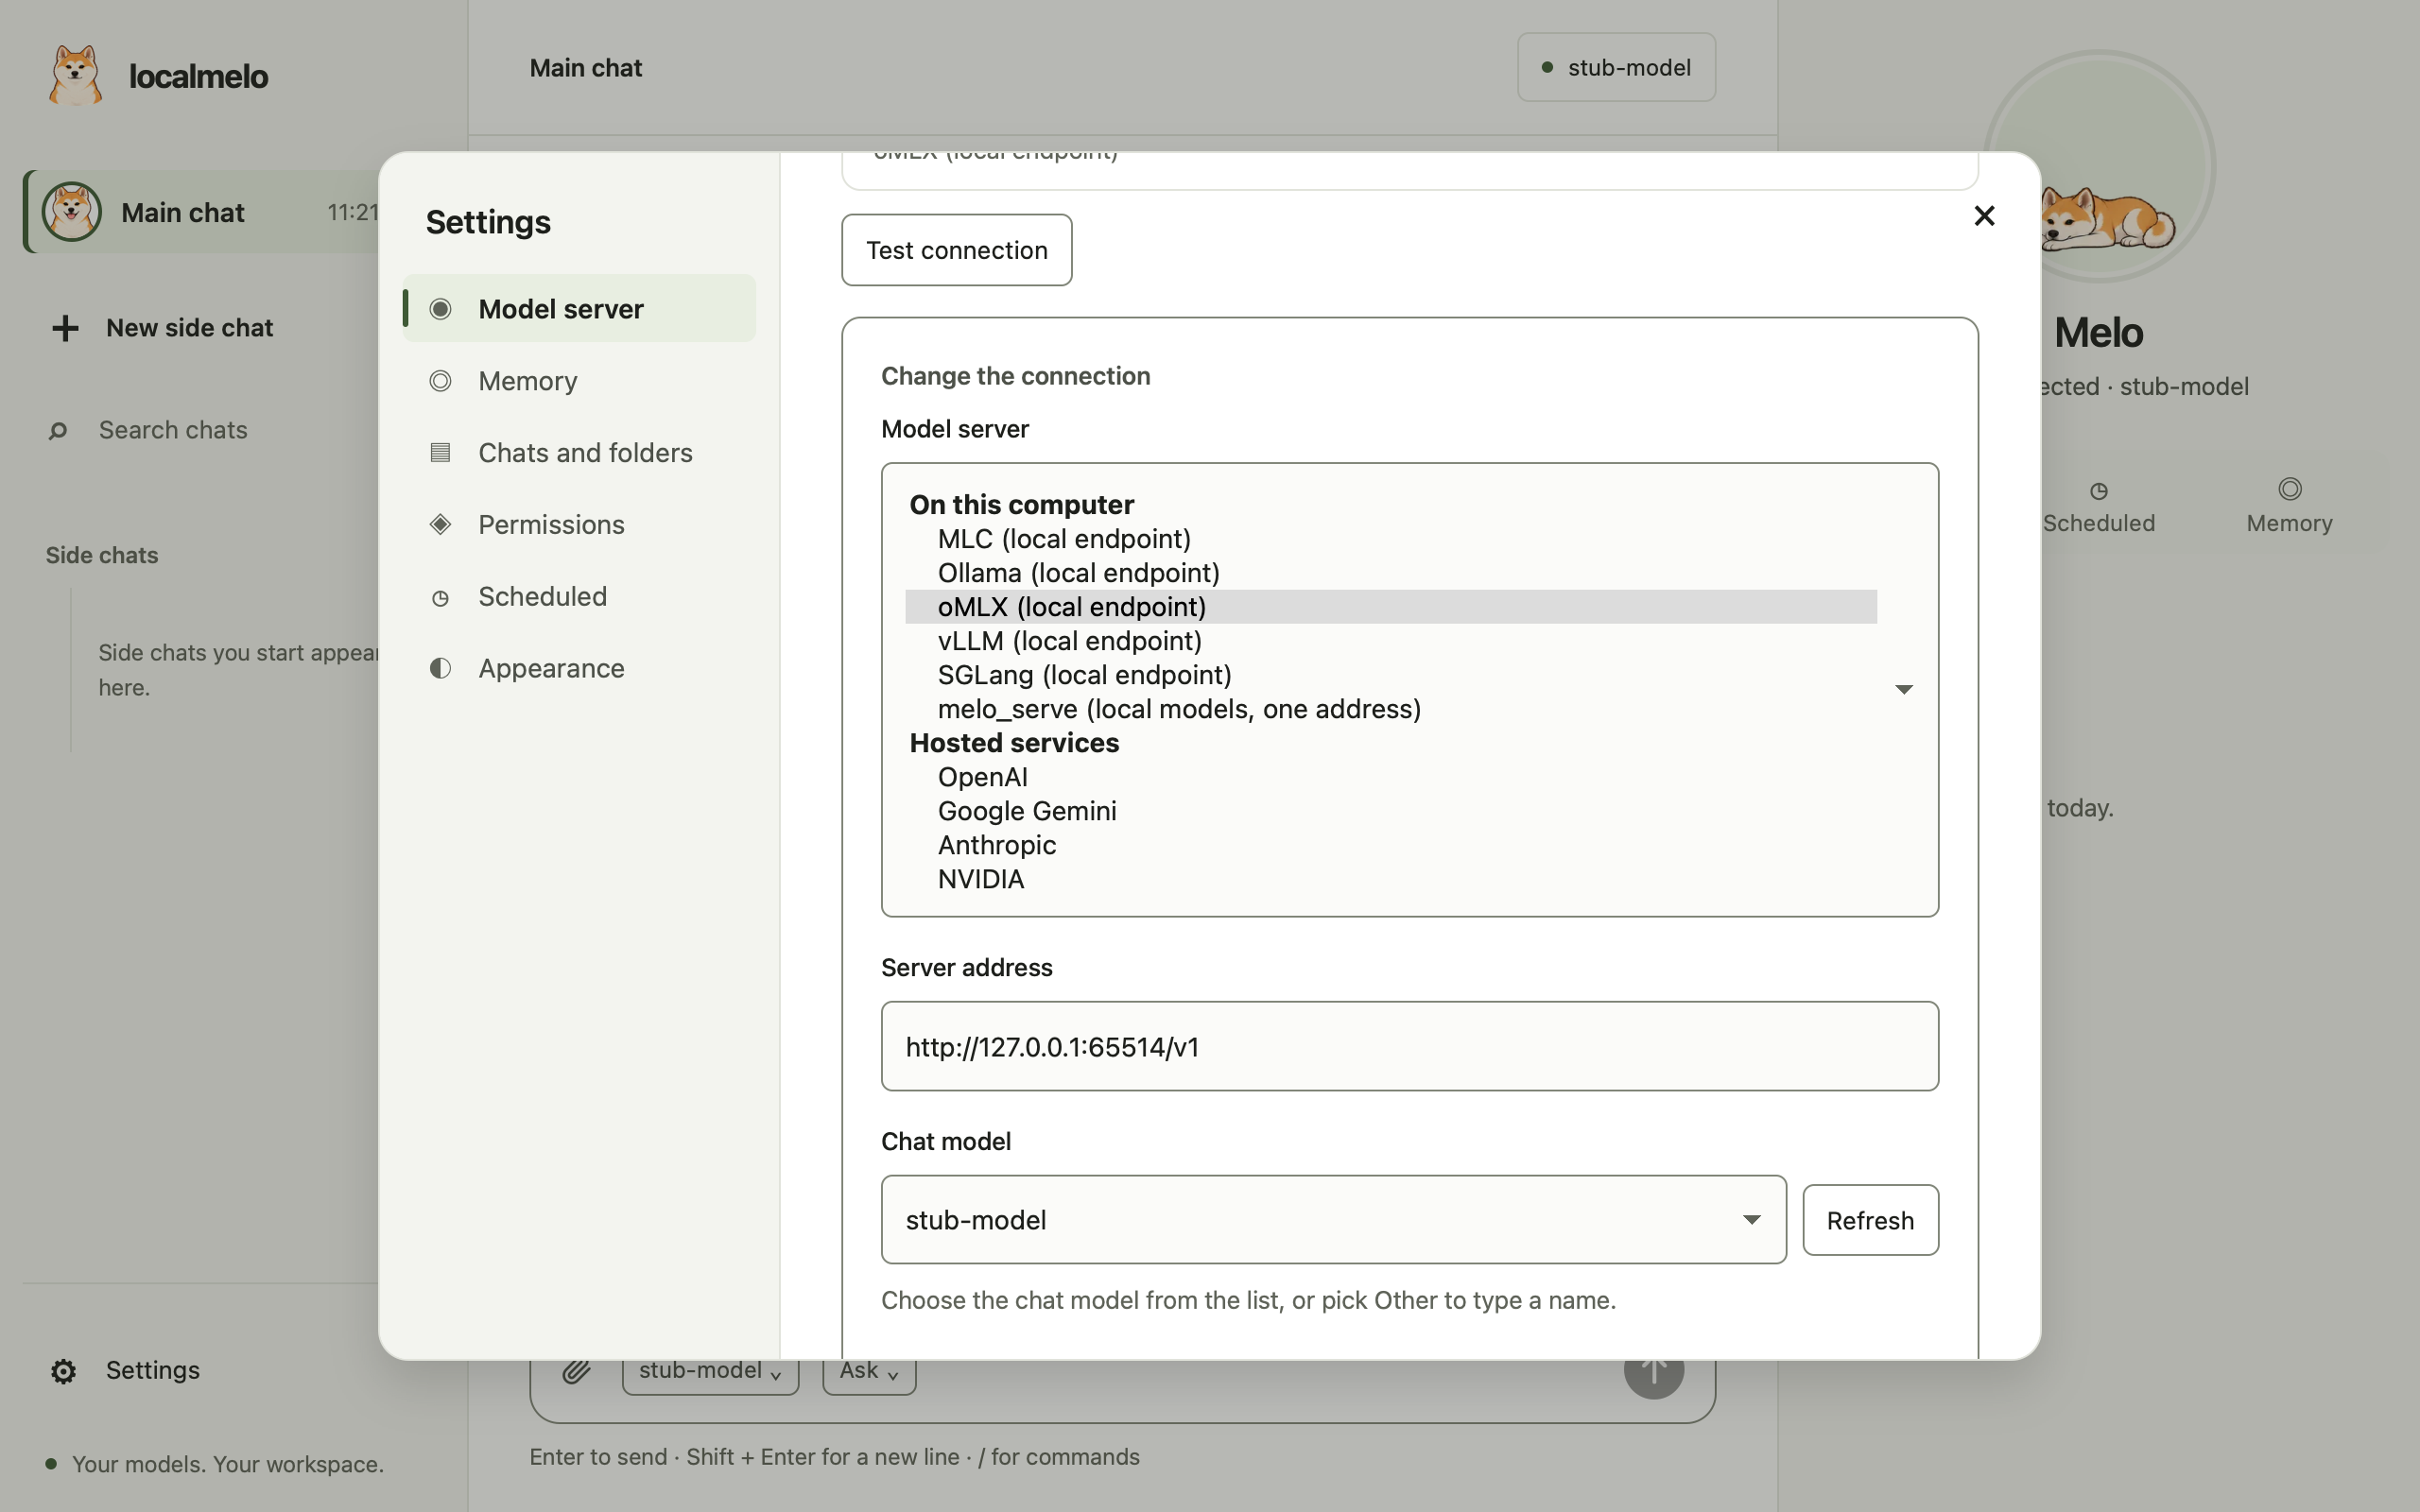 localmelo
Main chat
11:21
New side chat
Search chats
Side chats
Side chats you start appear
here.
Settings
Your models. Your workspace.
Main chat
stub-model
Settings
Model server
Memory
Chats and folders
Permissions
Scheduled
Appearance
oMLX (local endpoint)
Test connection
Change the connection
Model server
On this computer
MLC (local endpoint)
Ollama (local endpoint)
oMLX (local endpoint)
vLLM (local endpoint)
SGLang (local endpoint)
melo_serve (local models, one address)
Hosted services
OpenAI
Google Gemini
Anthropic
NVIDIA
Server address
http://127.0.0.1:65514/v1
Chat model
stub-model
Refresh
Choose the chat model from the list, or pick Other to type a name.
stub-model
Ask
Enter to send · Shift + Enter for a new line · / for commands
Melo
· stub-model
Scheduled
Memory
today.